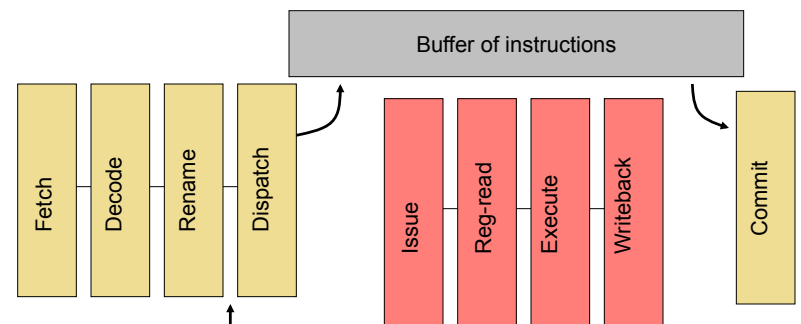 Buffer of instructions
Fetch
Decode
Rename
Dispatch
Issue
Reg-read
Execute
Writeback
Commit